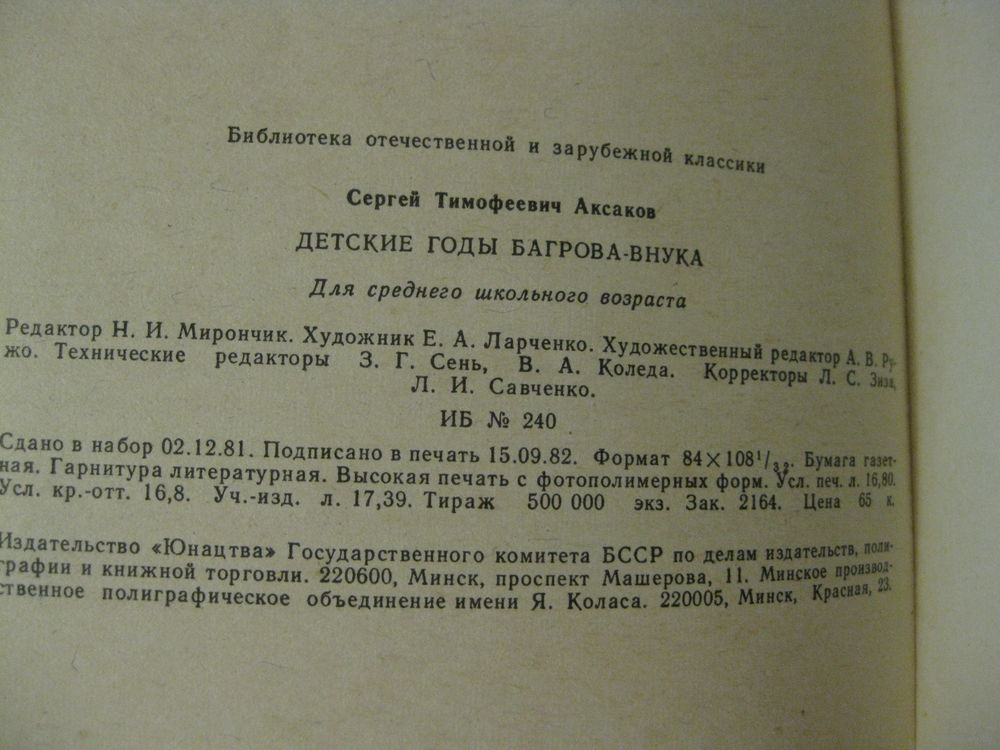 Библиотека отечественной и зарубежной классики
Сергей Тимофеевич Аксаков
ДЕТСКИЕ ГОДЫ БАГРОВА-ВНУКА
Для среднего школьного возраста
Редактор Н. И. Мирончик. Художник Е. А. Ларченко. Художественный редактор А. В. Ру-
жо. Технические редакторы З. Г. Сень, В. А. Коледа. Корректоры Л. С. Зиза,
Л. И. Савченко.
ИБ № 240
Сдано в набор 02.12.81. Подписано в печать 15.09.82. Формат 84×108¹/₃₂. Бумага газет-
ная. Гарнитура литературная. Высокая печать с фотополимерных форм. Усл. печ. л. 16,80.
Усл. кр.-отт. 16,8. Уч.-изд. л. 17,39. Тираж 500 000 экз. Зак. 2164. Цена 65 к.
Издательство «Юнацтва» Государственного комитета БССР по делам издательств, поли-
графии и книжной торговли. 220600, Минск, проспект Машерова, 11. Минское производ-
ственное полиграфическое объединение имени Я. Коласа. 220005, Минск, Красная, 23.